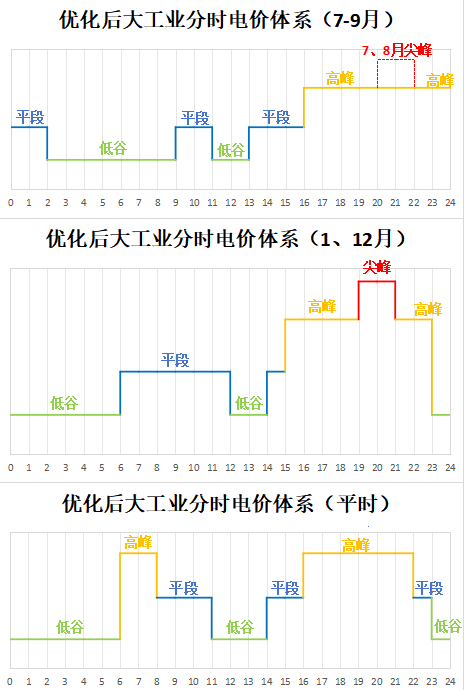 优化后大工业分时电价体系（7-9月）
7、8月尖峰
高峰 高峰
平段 平段 平段
低谷 低谷
0 1 2 3 4 5 6 7 8 9 10 11 12 13 14 15 16 17 18 19 20 21 22 23 24
优化后大工业分时电价体系（1、12月）
尖峰
高峰 高峰
平段
低谷 低谷
0 1 2 3 4 5 6 7 8 9 10 11 12 13 14 15 16 17 18 19 20 21 22 23 24
优化后大工业分时电价体系（平时）
高峰 高峰
平段 平段 平段
低谷 低谷 低谷
0 1 2 3 4 5 6 7 8 9 10 11 12 13 14 15 16 17 18 19 20 21 22 23 24